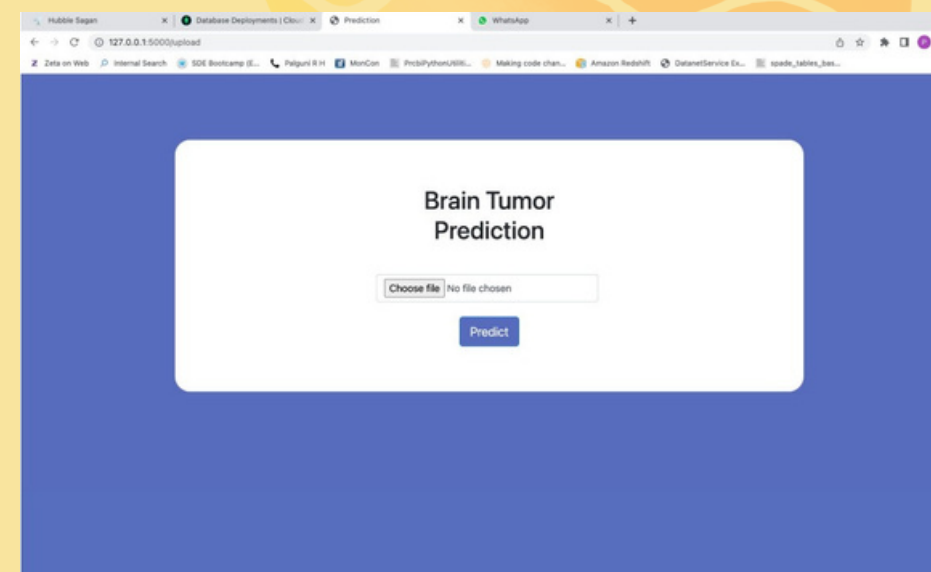 Hubble Sagan
Database Deployments | Clou
Prediction
WhatsApp
127.0.0.1:5000/upload
Zeta on Web
Internal Search
SDE Bootcamp (E...
Palguni R H
MonCon
PrcbiPythonUtiliti...
Making code chan...
Amazon Redshift
DatanetService Ex...
spade_tables_bas...
Brain Tumor
Prediction
Choose file No file chosen
Predict